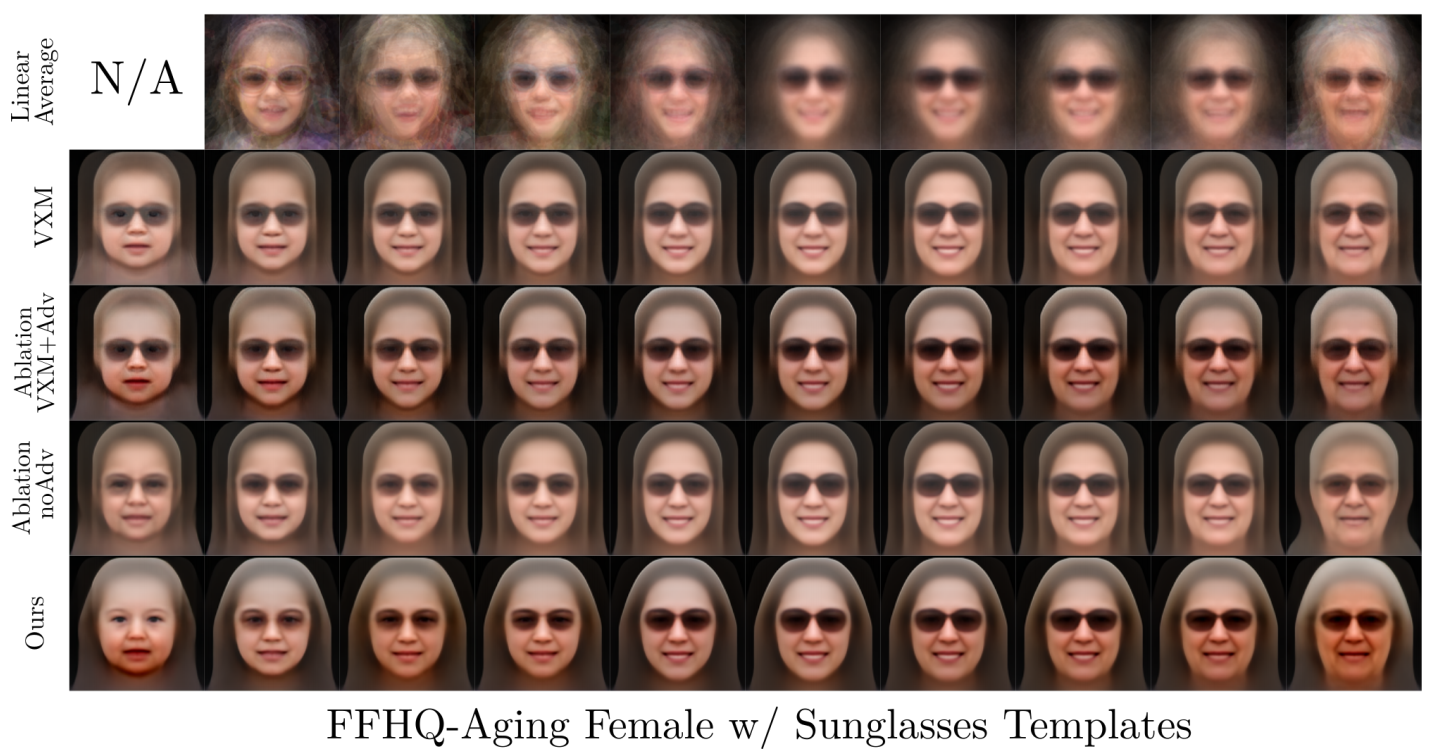 Linear
Average
N/A
VXM
Ablation
VXM+Adv
Ablation
noAdv
Ours
FFHQ-Aging Female w/ Sunglasses Templates